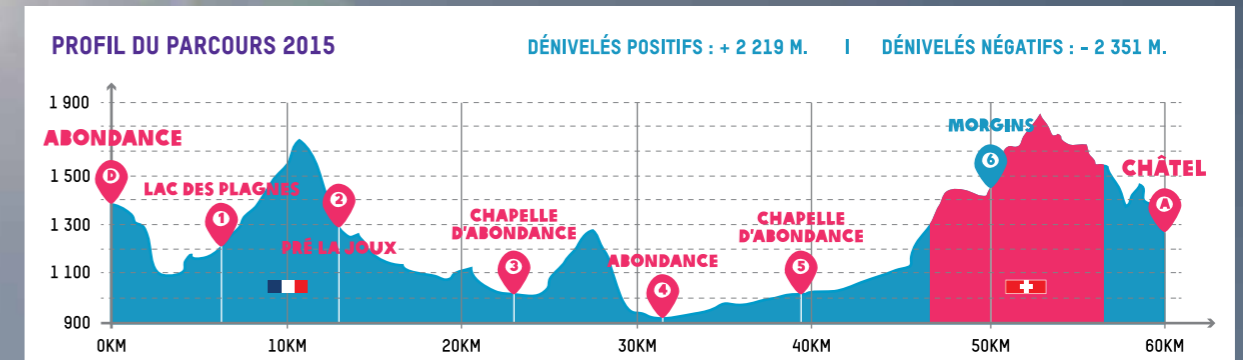 PROFIL DU PARCOURS 2015
DÉNIVELÉS POSITIFS : + 2 219 M. I DÉNIVELÉS NÉGATIFS : - 2 351 M.
1 900
ABONDANCE
D
1 500
1 300
1 100
900
LAC DES PLAGNES
1
2
PRÉ LA JOUX
CHAPELLE
D'ABONDANCE
3
ABONDANCE
4
CHAPELLE
D'ABONDANCE
5
MORGINS
6
CHÂTEL
A
0KM 10KM 20KM 30KM 40KM 50KM 60KM